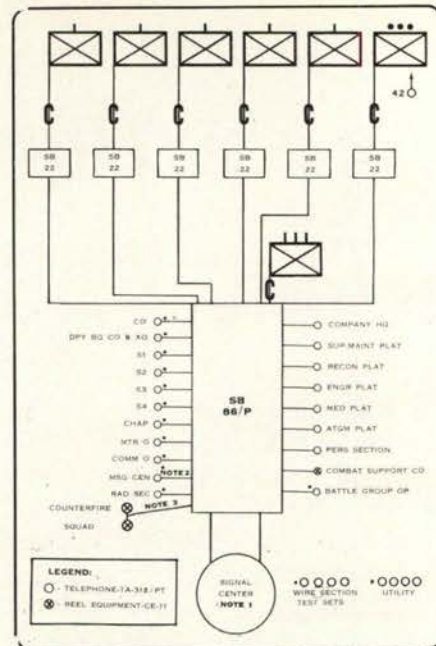 4.2
SB 22
SB 22
SB 22
SB 22
SB 22
SB 22
CO
DPY BG CO & XO
S1
S2
S3
S4
CHAP
MTR O
COMM O
MSG CEN NOTE 2
RAD SEC
COUNTERFIRE SQUAD
NOTE 3
SB 86/P
COMPANY HQ
SUP.MAINT PLAT
RECON PLAT
ENGR PLAT
MED PLAT
ATGM PLAT
PERS SECTION
COMBAT SUPPORT CO
BATTLE GROUP OP
SIGNAL CENTER NOTE 1
WIRE SECTION TEST SETS
UTILITY
LEGEND:
- TELEPHONE-TA-318/PT
- REEL EQUIPMENT-CE-11